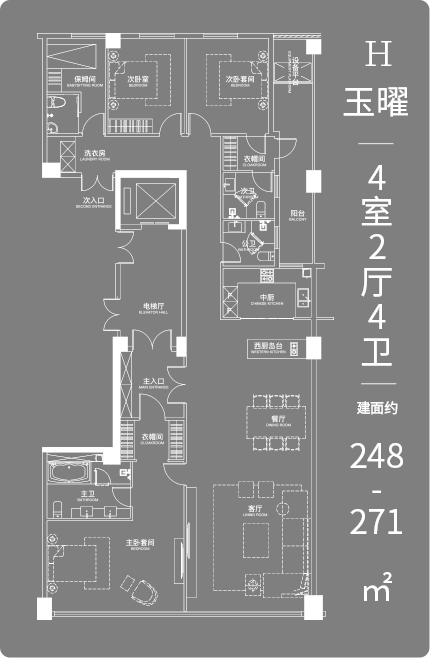 H
玉曜
4
室
2
厅
4
卫
建面约
248
-
271
㎡
保姆间
BABYSITTING ROOM
次卧室
BEDROOM
次卧套间
BEDROOM
设备平台
洗衣房
LAUNDRY ROOM
衣帽间
CLOAKROOM
次入口
SECOND ENTRANCE
次卫
BATHROOM
阳台
BALCONY
公卫
BATHROOM
电梯厅
ELEVATOR HALL
中厨
CHINESE KITCHEN
西厨岛台
WESTERN KITCHEN
主入口
MAIN ENTRANCE
餐厅
DINING ROOM
衣帽间
CLOAKROOM
主卫
BATHROOM
客厅
LIVING ROOM
主卧套间
BEDROOM